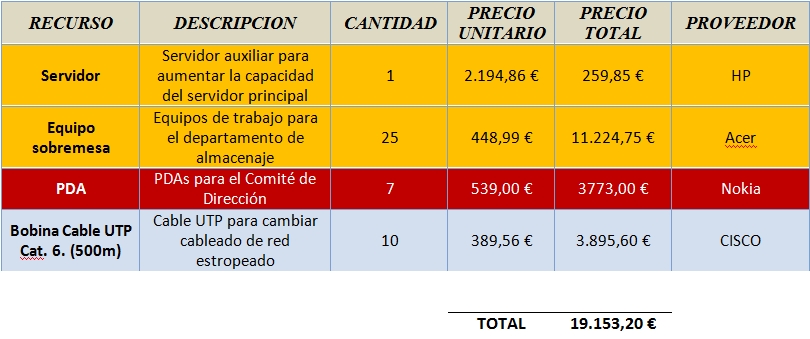 RECURSO DESCRIPCION CANTIDAD PRECIO UNITARIO PRECIO TOTAL PROVEEDOR
Servidor
Servidor auxiliar para
aumentar la capacidad
del servidor principal
1
2.194,86 €
259,85 €
HP
Equipo
sobremesa
Equipos de trabajo para
el departamento de
almacenaje
25
448,99 €
11.224,75 €
Acer
PDA
PDAs para el Comité de
Dirección
7
539,00 €
3773,00 €
Nokia
Bobina Cable UTP
Cat. 6. (500m)
Cable UTP para cambiar
cableado de red
estropeado
10
389,56 €
3.895,60 €
CISCO
TOTAL 19.153,20 €